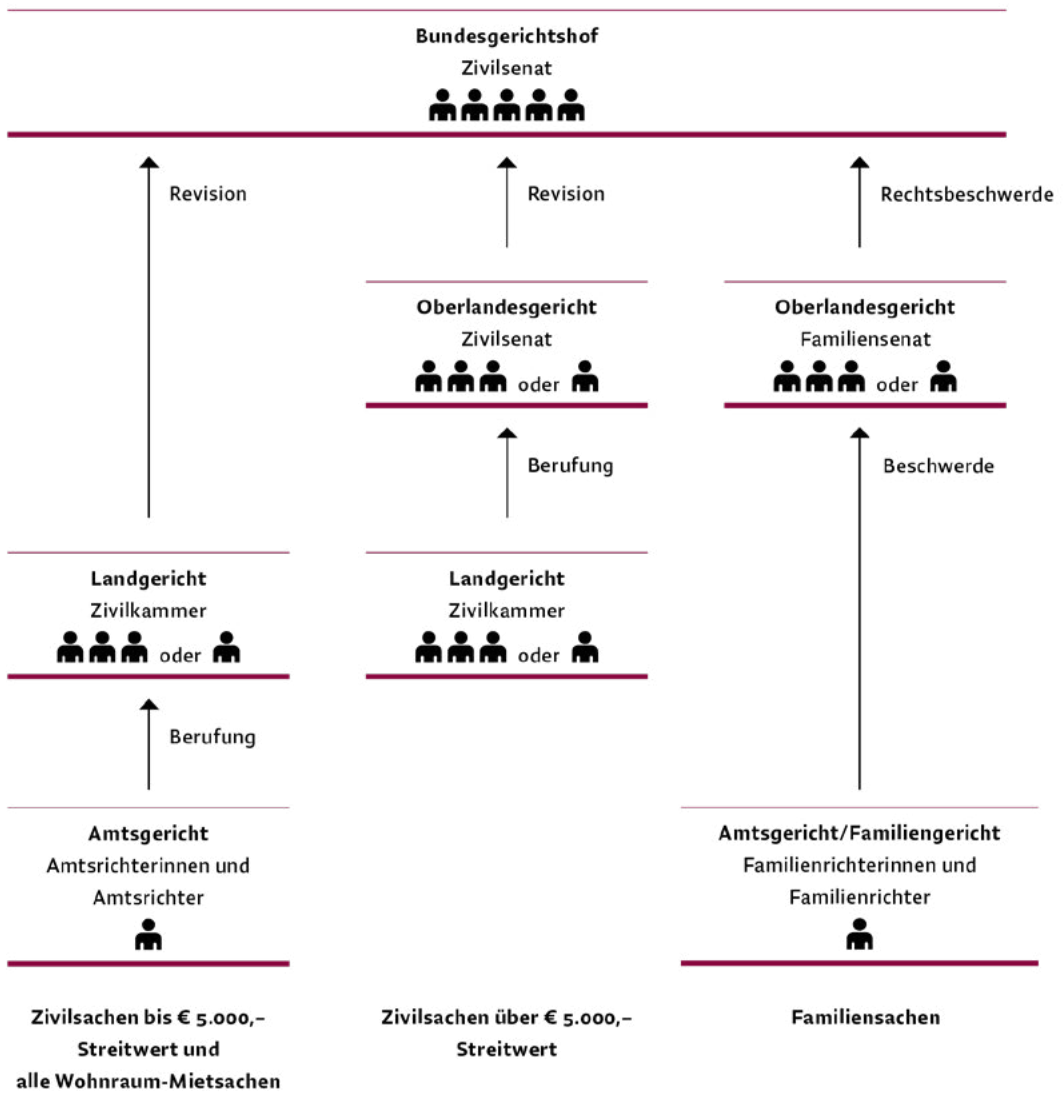 Bundesgerichtshof
Zivilsenat
Revision
Revision
Rechtsbeschwerde
Oberlandesgericht
Zivilsenat
oder
Oberlandesgericht
Familiensenat
oder
Berufung
Beschwerde
Landgericht
Zivilkammer
oder
Landgericht
Zivilkammer
oder
Berufung
Amtsgericht
Amtsrichterinnen und
Amtsrichter
Amtsgericht/Familiengericht
Familienrichterinnen und
Familienrichter
Zivilsachen bis € 5.000,–
Streitwert und
alle Wohnraum-Mietsachen
Zivilsachen über € 5.000,–
Streitwert
Familiensachen